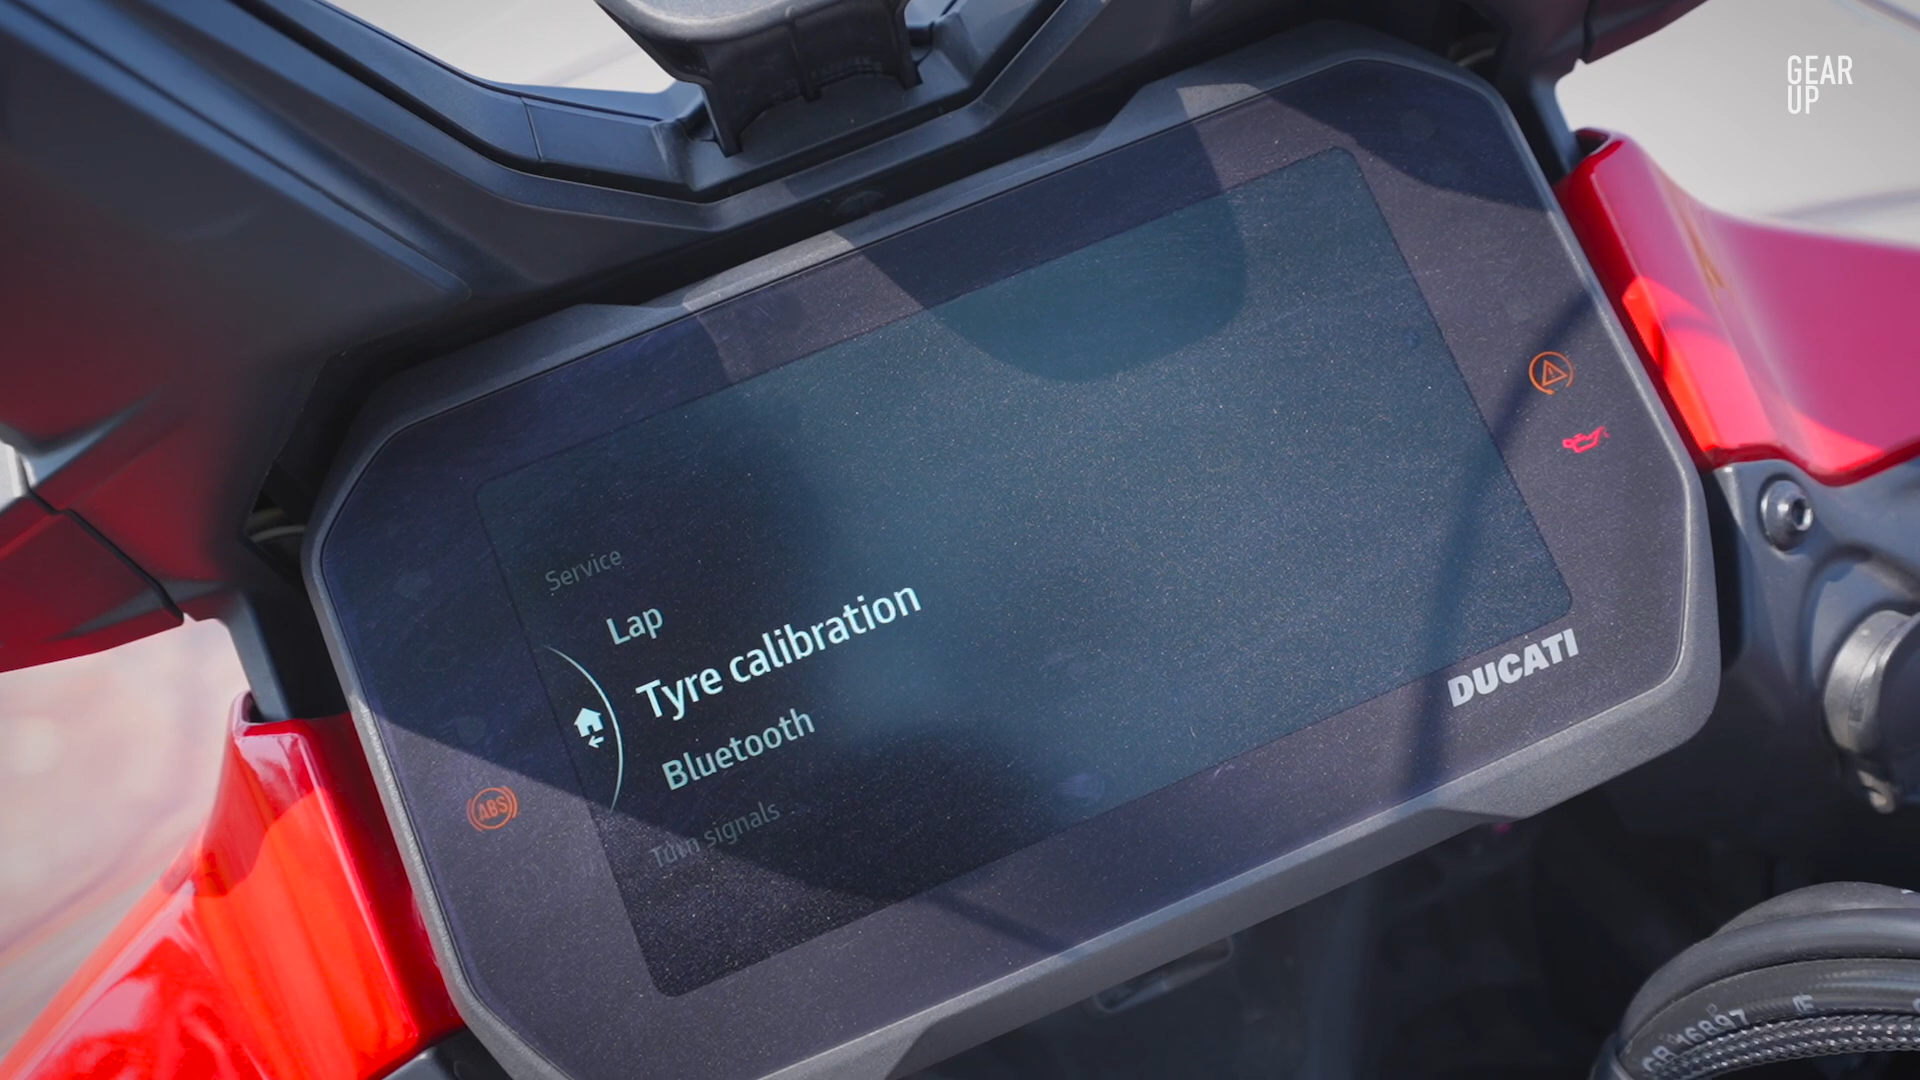 GEAR
UP
Service
Lap
Tyre calibration
Bluetooth
Turn signals
DUCATI
ABS